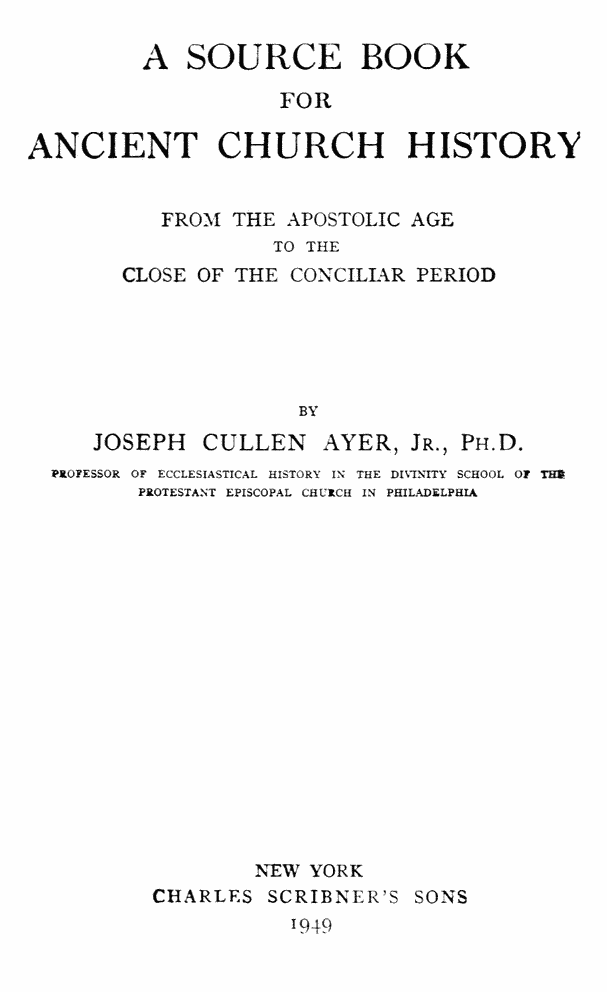 A SOURCE BOOK
FOR
ANCIENT CHURCH HISTORY
FROM THE APOSTOLIC AGE
TO THE
CLOSE OF THE CONCILIAR PERIOD
BY
JOSEPH CULLEN AYER, JR., PH.D.
PROFESSOR OF ECCLESIASTICAL HISTORY IN THE DIVINITY SCHOOL OF THE
PROTESTANT EPISCOPAL CHURCH IN PHILADELPHIA
NEW YORK
CHARLES SCRIBNER'S SONS
1949